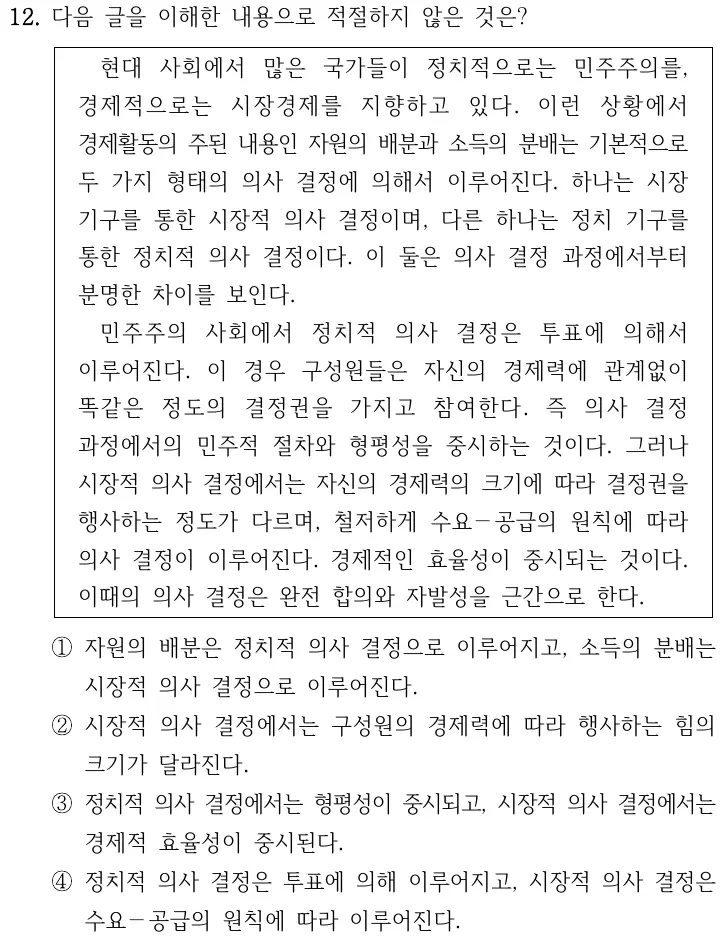 12. 다음 글을 이해한 내용으로 적절하지 않은 것은?
현대 사회에서 많은 국가들이 정치적으로는 민주주의를,
경제적으로는 시장경제를 지향하고 있다. 이런 상황에서
경제활동의 주된 내용인 자원의 배분과 소득의 분배는 기본적으로
두 가지 형태의 의사 결정에 의해서 이루어진다. 하나는 시장
기구를 통한 시장적 의사 결정이며, 다른 하나는 정치 기구를
통한 정치적 의사 결정이다. 이 둘은 의사 결정 과정에서부터
분명한 차이를 보인다.
민주주의 사회에서 정치적 의사 결정은 투표에 의해서
이루어진다. 이 경우 구성원들은 자신의 경제력에 관계없이
똑같은 정도의 결정권을 가지고 참여한다. 즉 의사 결정
과정에서의 민주적 절차와 형평성을 중시하는 것이다. 그러나
시장적 의사 결정에서는 자신의 경제력의 크기에 따라 결정권을
행사하는 정도가 다르며, 철저하게 수요－공급의 원칙에 따라
의사 결정이 이루어진다. 경제적인 효율성이 중시되는 것이다.
이때의 의사 결정은 완전 합의와 자발성을 근간으로 한다.
① 자원의 배분은 정치적 의사 결정으로 이루어지고, 소득의 분배는
시장적 의사 결정으로 이루어진다.
② 시장적 의사 결정에서는 구성원의 경제력에 따라 행사하는 힘의
크기가 달라진다.
③ 정치적 의사 결정에서는 형평성이 중시되고, 시장적 의사 결정에서는
경제적 효율성이 중시된다.
④ 정치적 의사 결정은 투표에 의해 이루어지고, 시장적 의사 결정은
수요－공급의 원칙에 따라 이루어진다.